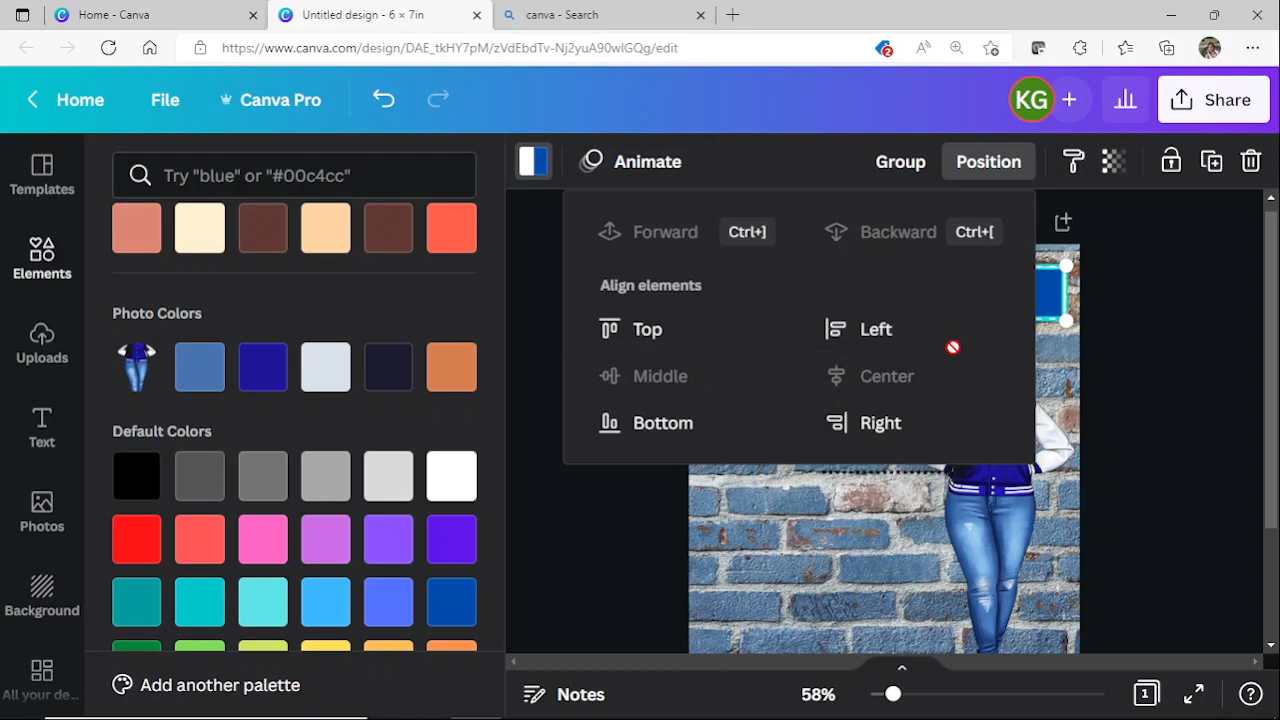 Home - Canva
Untitled design - 6 × 7in
canva - Search
https://www.canva.com/design/DAE_tkHY7pM/zVdEbdTv-Nj2yuA90wIGQg/edit
2
Home
File
Canva Pro
KG
Share
Templates
Elements
Uploads
Text
Photos
Background
All your de...
Try "blue" or "#00c4cc"
Photo Colors
Default Colors
Add another palette
Animate
Group
Position
Forward
Ctrl+]
Backward
Ctrl+[
Align elements
Top
Left
Middle
Center
Bottom
Right
Notes
58%
1